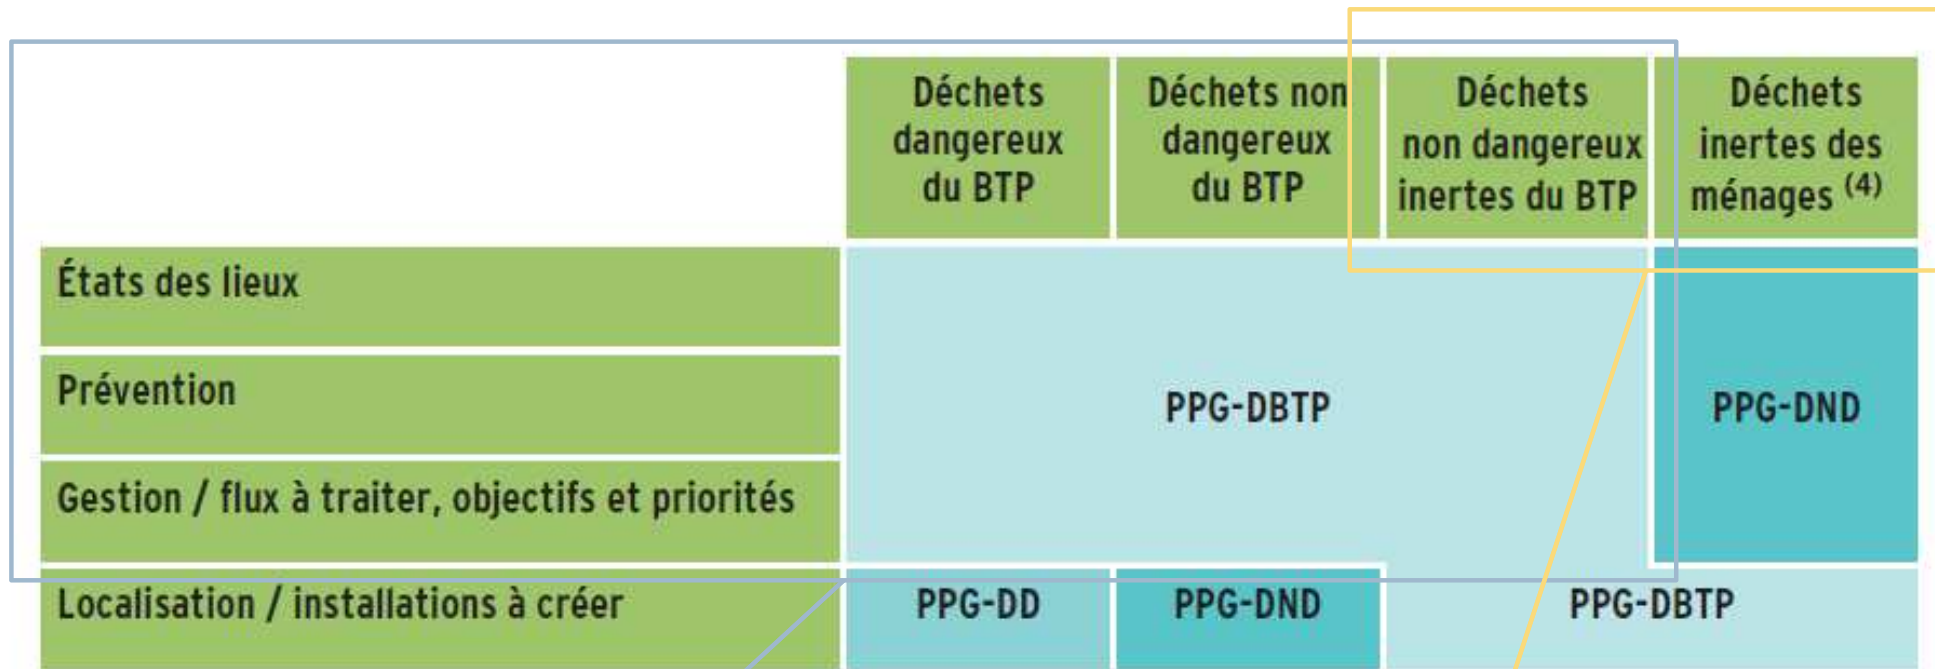 Déchets
dangereux
du BTP
Déchets non
dangereux
du BTP
Déchets
non dangereux
inertes du BTP
Déchets
inertes des
ménages (4)
États des lieux
Prévention
Gestion / flux à traiter, objectifs et priorités
PPG-DBTP
PPG-DND
Localisation / installations à créer
PPG-DD
PPG-DND
PPG-DBTP